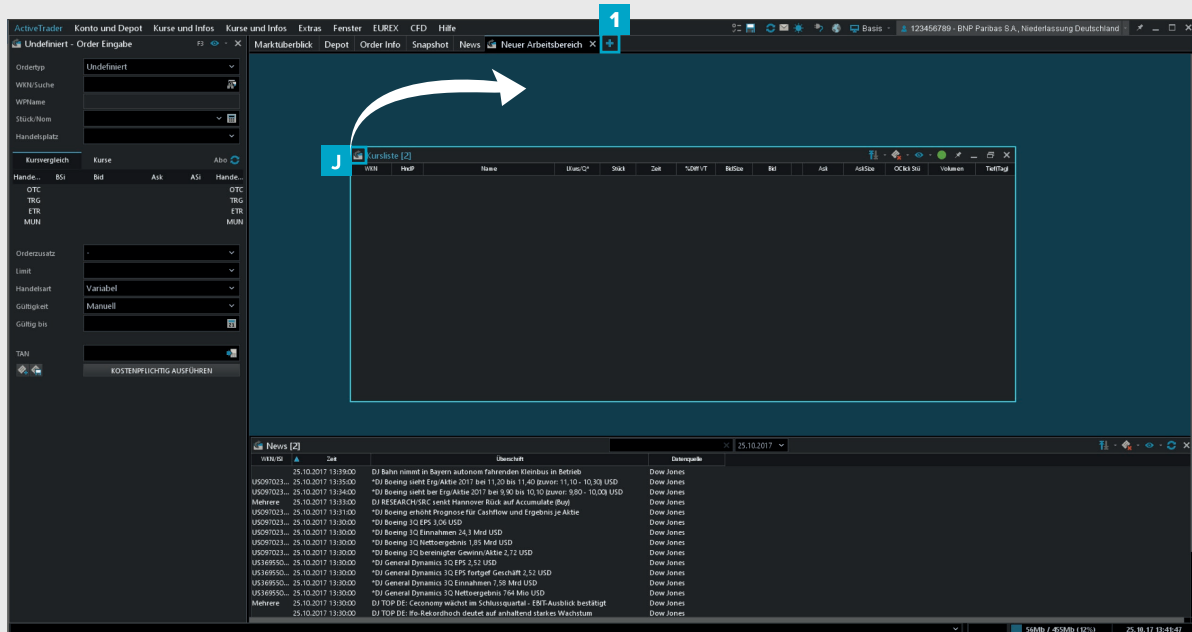 1
ActiveTrader Konto und Depot Kurse und Infos Kurse und Infos Extras Fenster EUREX CFD Hilfe Basis 123456789 - BNP Paribas S.A., Niederlassung Deutschland
Undefiniert - Order Eingabe F3
Marktüberblick Depot Order Info Snapshot News Neuer Arbeitsbereich
Ordertyp Undefiniert
WKN/Suche
WPName
Stück/Nom
Handelsplatz
Kursvergleich Kurse Abo
Hande... BSi Bid Ask ASi Hande...
OTC OTC
TRG TRG
ETR ETR
MUN MUN
Orderzusatz -
Limit
Handelsart Variabel
Gültigkeit Manuell
Gültig bis
TAN
KOSTENPFLICHTIG AUSFÜHREN
J
Kursliste [2]
WKN HndP Name LKurs/Q* Stück Zeit %Diff VT BidSize Bid Ask AskSize OClick Stü Volumen Tief(Tag)
News [2] 25.10.2017
WKN/ISI Zeit Überschrift Datenquelle
25.10.2017 13:39:00 DJ Bahn nimmt in Bayern autonom fahrenden Kleinbus in Betrieb Dow Jones
US097023... 25.10.2017 13:35:00 *DJ Boeing sieht Erg/Aktie 2017 bei 11,20 bis 11,40 (zuvor: 11,10 - 10,30) USD Dow Jones
US097023... 25.10.2017 13:34:00 *DJ Boeing sieht ber Erg/Aktie 2017 bei 9,90 bis 10,10 (zuvor: 9,80 - 10,00) USD Dow Jones
Mehrere 25.10.2017 13:33:00 DJ RESEARCH/SRC senkt Hannover Rück auf Accumulate (Buy) Dow Jones
US097023... 25.10.2017 13:31:00 *DJ Boeing erhöht Prognose für Cashflow und Ergebnis je Aktie Dow Jones
US097023... 25.10.2017 13:30:00 *DJ Boeing 3Q EPS 3,06 USD Dow Jones
US097023... 25.10.2017 13:30:00 *DJ Boeing 3Q Einnahmen 24,3 Mrd USD Dow Jones
US097023... 25.10.2017 13:30:00 *DJ Boeing 3Q Nettoergebnis 1,85 Mrd USD Dow Jones
US097023... 25.10.2017 13:30:00 *DJ Boeing 3Q bereinigter Gewinn/Aktie 2,72 USD Dow Jones
US369550... 25.10.2017 13:30:00 *DJ General Dynamics 3Q EPS 2,52 USD Dow Jones
US369550... 25.10.2017 13:30:00 *DJ General Dynamics 3Q EPS fortgef Geschäft 2,52 USD Dow Jones
US369550... 25.10.2017 13:30:00 *DJ General Dynamics 3Q Einnahmen 7,58 Mrd USD Dow Jones
US369550... 25.10.2017 13:30:00 *DJ General Dynamics 3Q Nettoergebnis 764 Mio USD Dow Jones
Mehrere 25.10.2017 13:30:00 DJ TOP DE: Ceconomy wächst im Schlussquartal - EBIT-Ausblick bestätigt Dow Jones
25.10.2017 13:30:00 DJ TOP DE: Ifo-Rekordhoch deutet auf anhaltend starkes Wachstum Dow Jones
56Mb / 455Mb (12%) 25.10.17 13:41:47